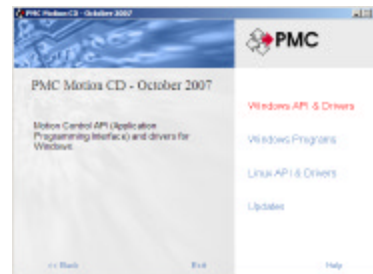 PMC Motion CD - October 2007
PMC
PMC Motion CD - October 2007
Motion Control API (Application
Programming Interface) and drivers for
Windows
Windows API & Drivers
Windows Programs
Linux API & Drivers
Updates
<< Back
Exit
Help